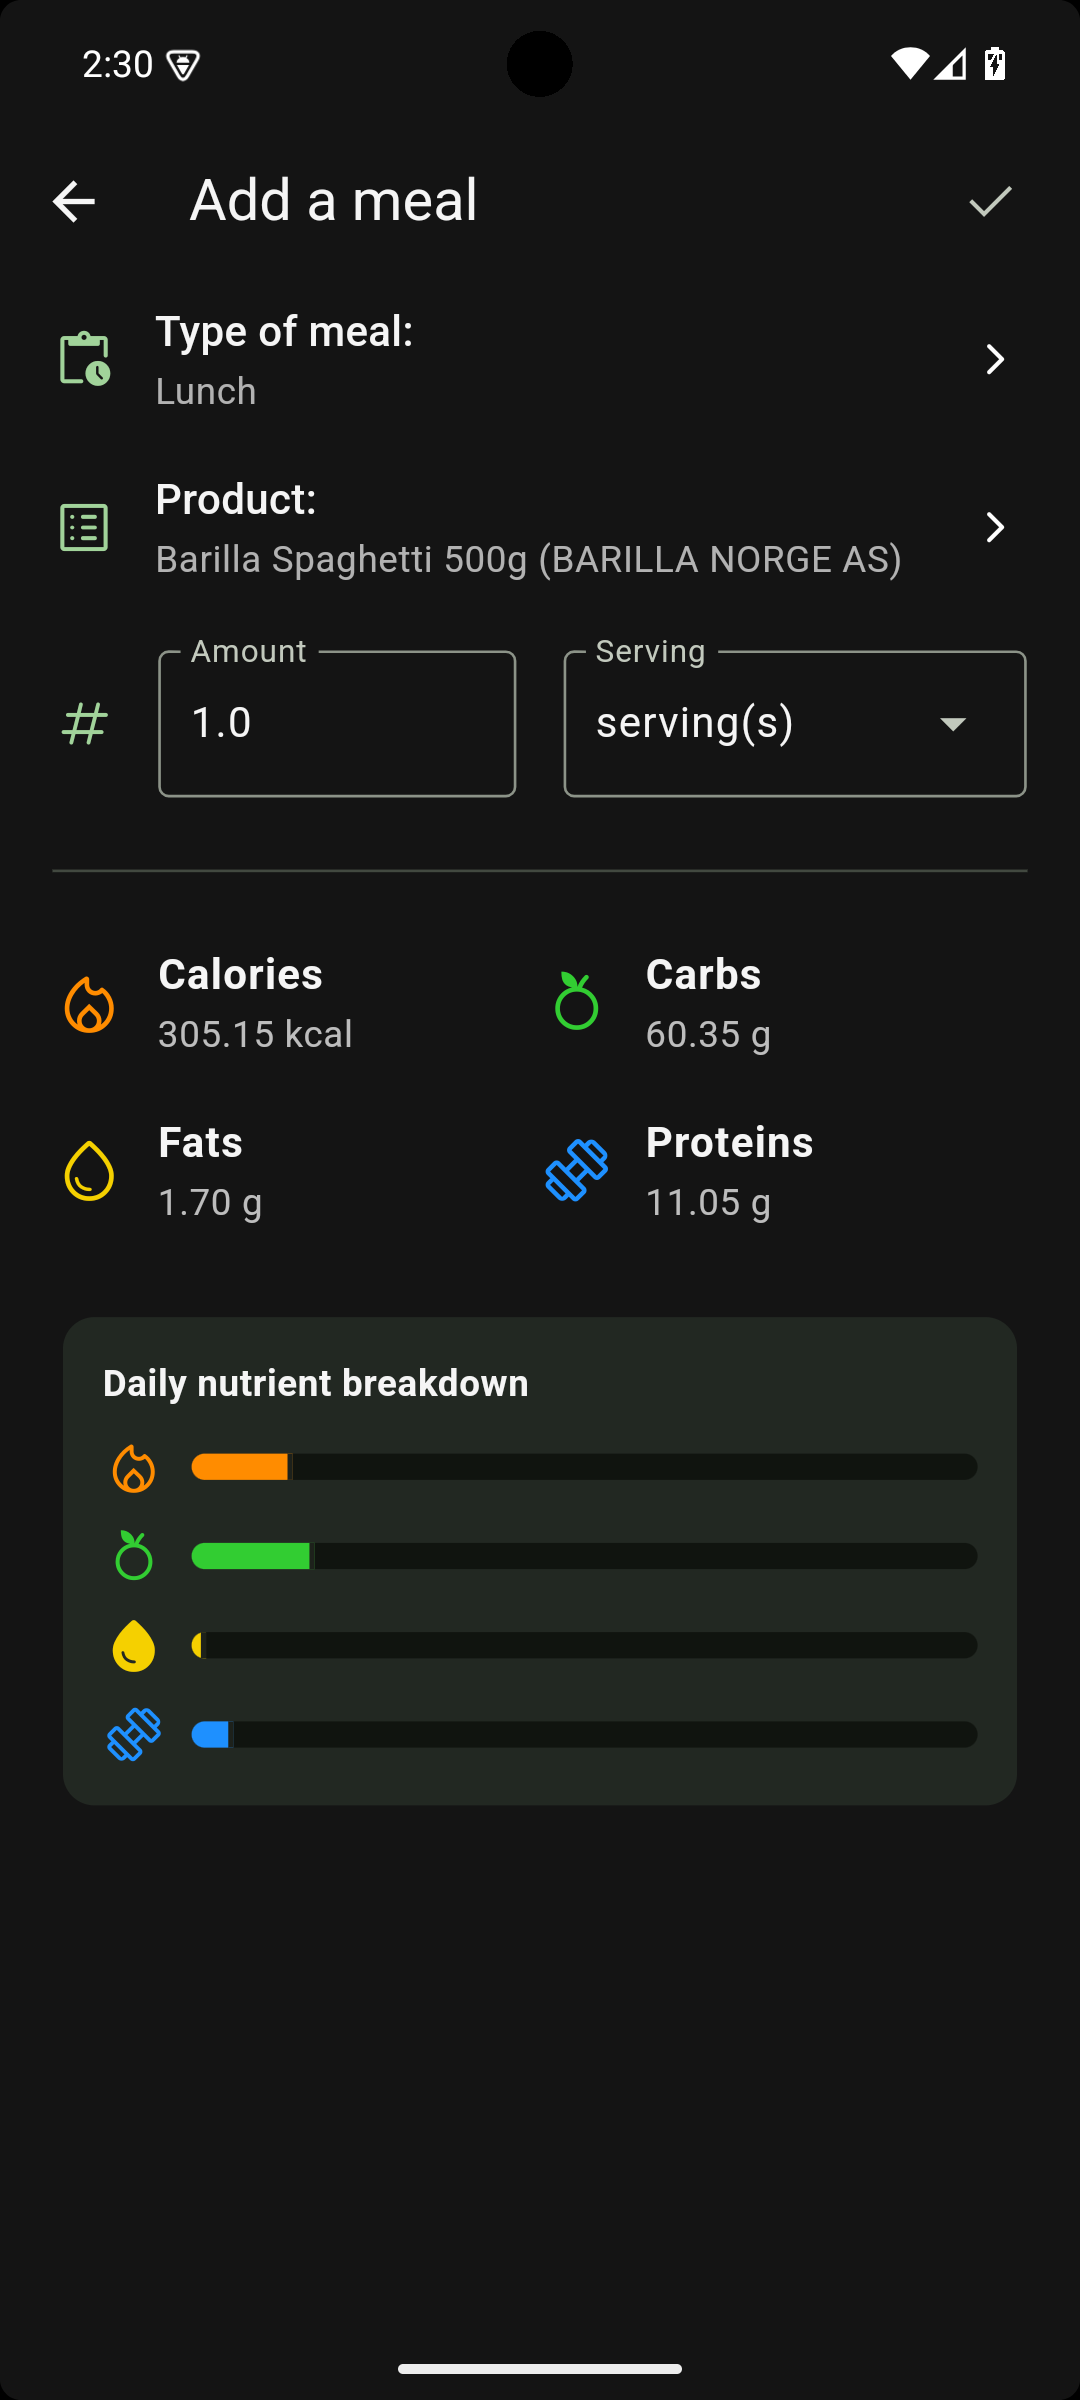 2:30
Add a meal
Type of meal:
Lunch
Product:
Barilla Spaghetti 500g (BARILLA NORGE AS)
Amount
Serving
1.0
serving(s)
Calories
305.15 kcal
Carbs
60.35 g
Fats
1.70 g
Proteins
11.05 g
Daily nutrient breakdown